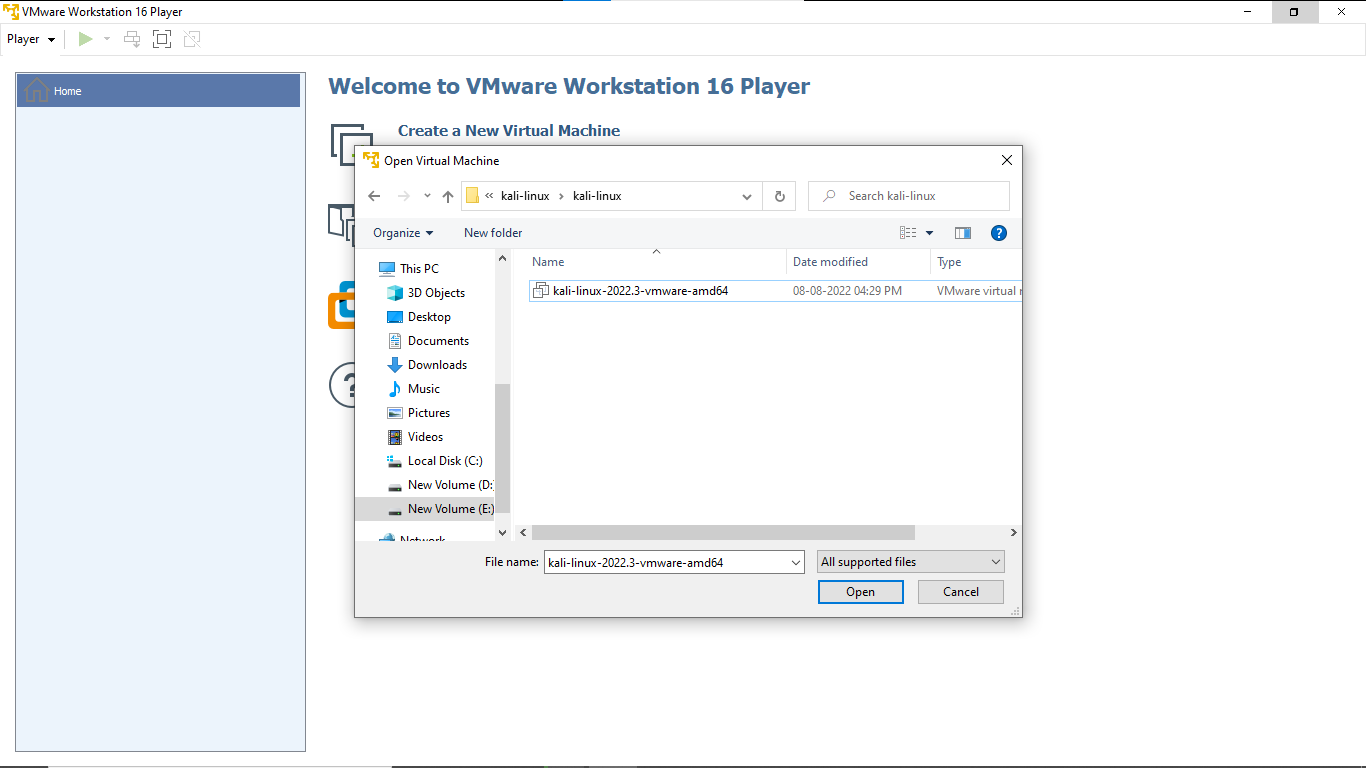 VMware Workstation 16 Player
Player
Home
Welcome to VMware Workstation 16 Player
Create a New Virtual Machine
Open Virtual Machine
« kali-linux › kali-linux
Search kali-linux
Organize New folder
?
This PC
3D Objects
Desktop
Documents
Downloads
Music
Pictures
Videos
Local Disk (C:)
New Volume (D:
New Volume (E:)
Network
Name Date modified Type
kali-linux-2022.3-vmware-amd64 08-08-2022 04:29 PM VMware virtual
File name: kali-linux-2022.3-vmware-amd64 All supported files
Open Cancel